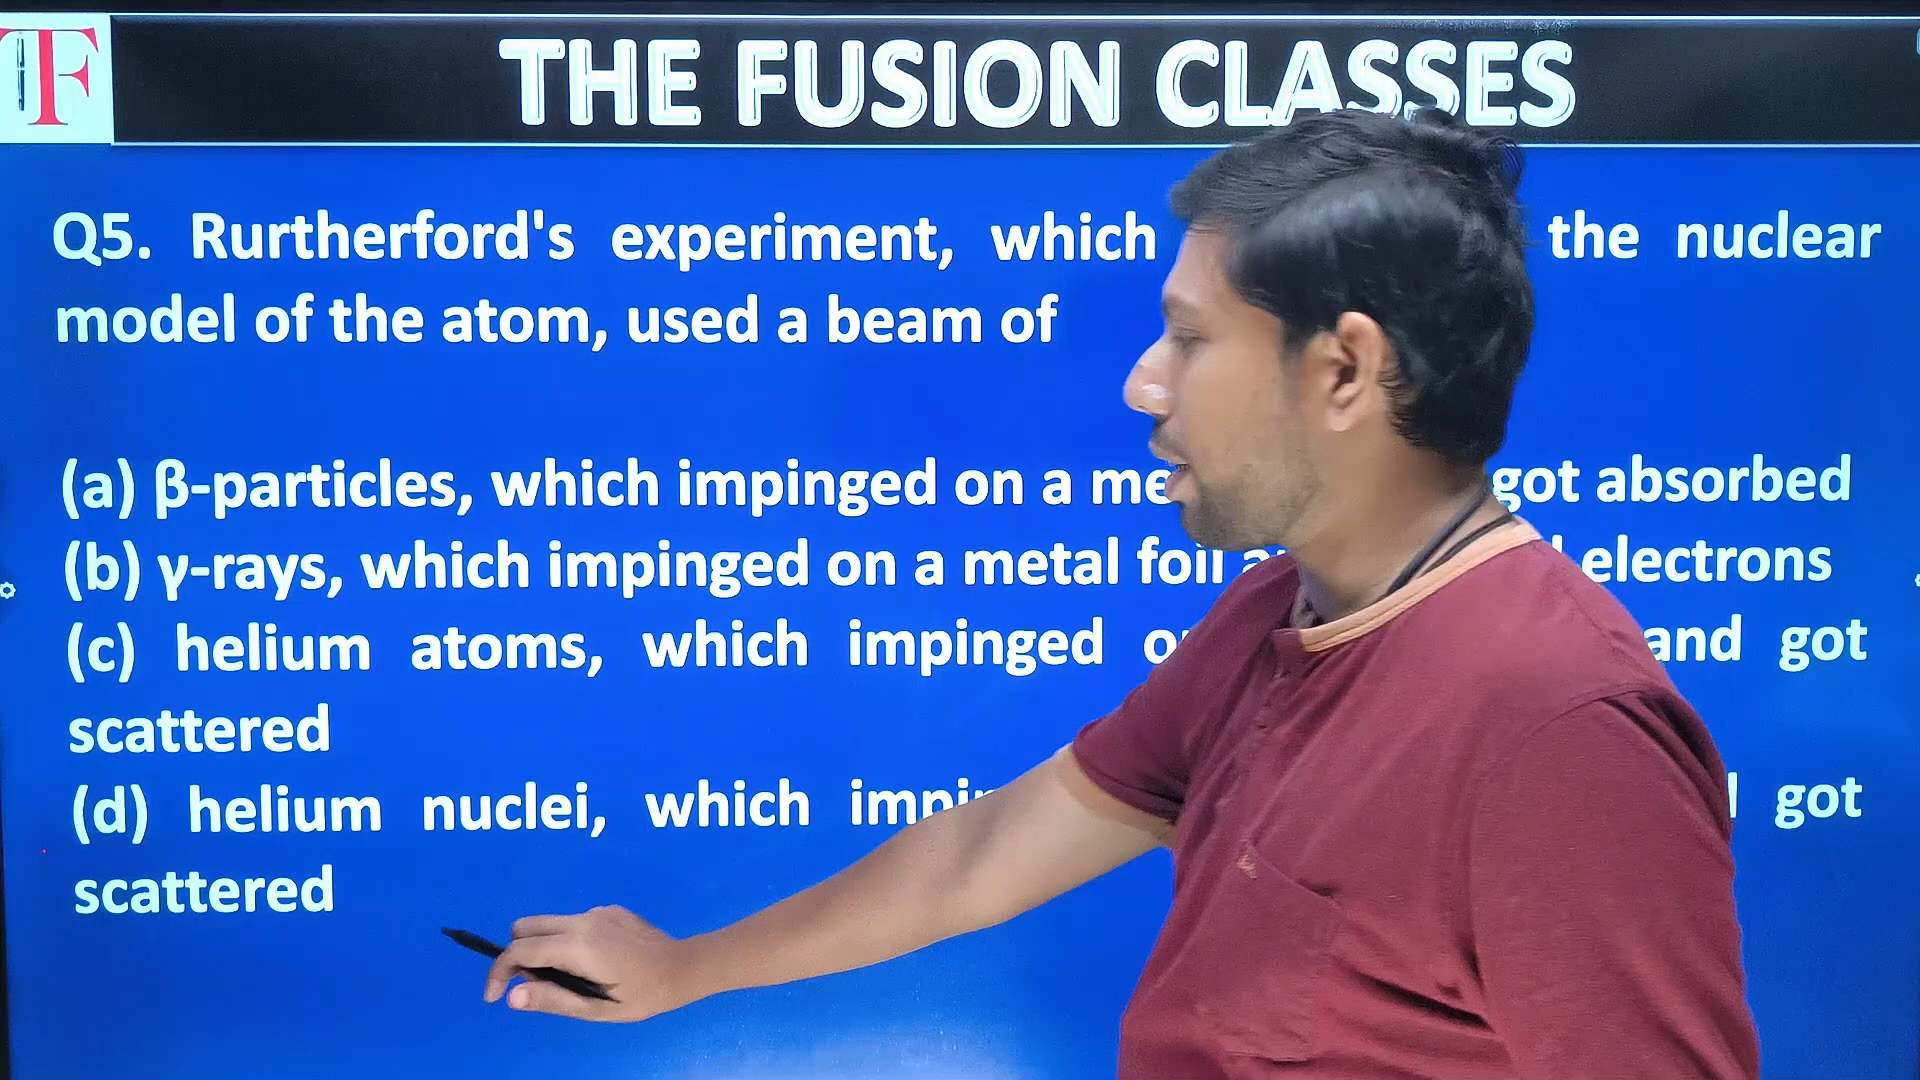 TF
THE FUSION CLASSES
Q5. Rurtherford's experiment, which the nuclear
model of the atom, used a beam of
(a) β-particles, which impinged on a got absorbed
(b) γ-rays, which impinged on a metal foil electrons
(c) helium atoms, which impinged and got
scattered
(d) helium nuclei, which got
scattered